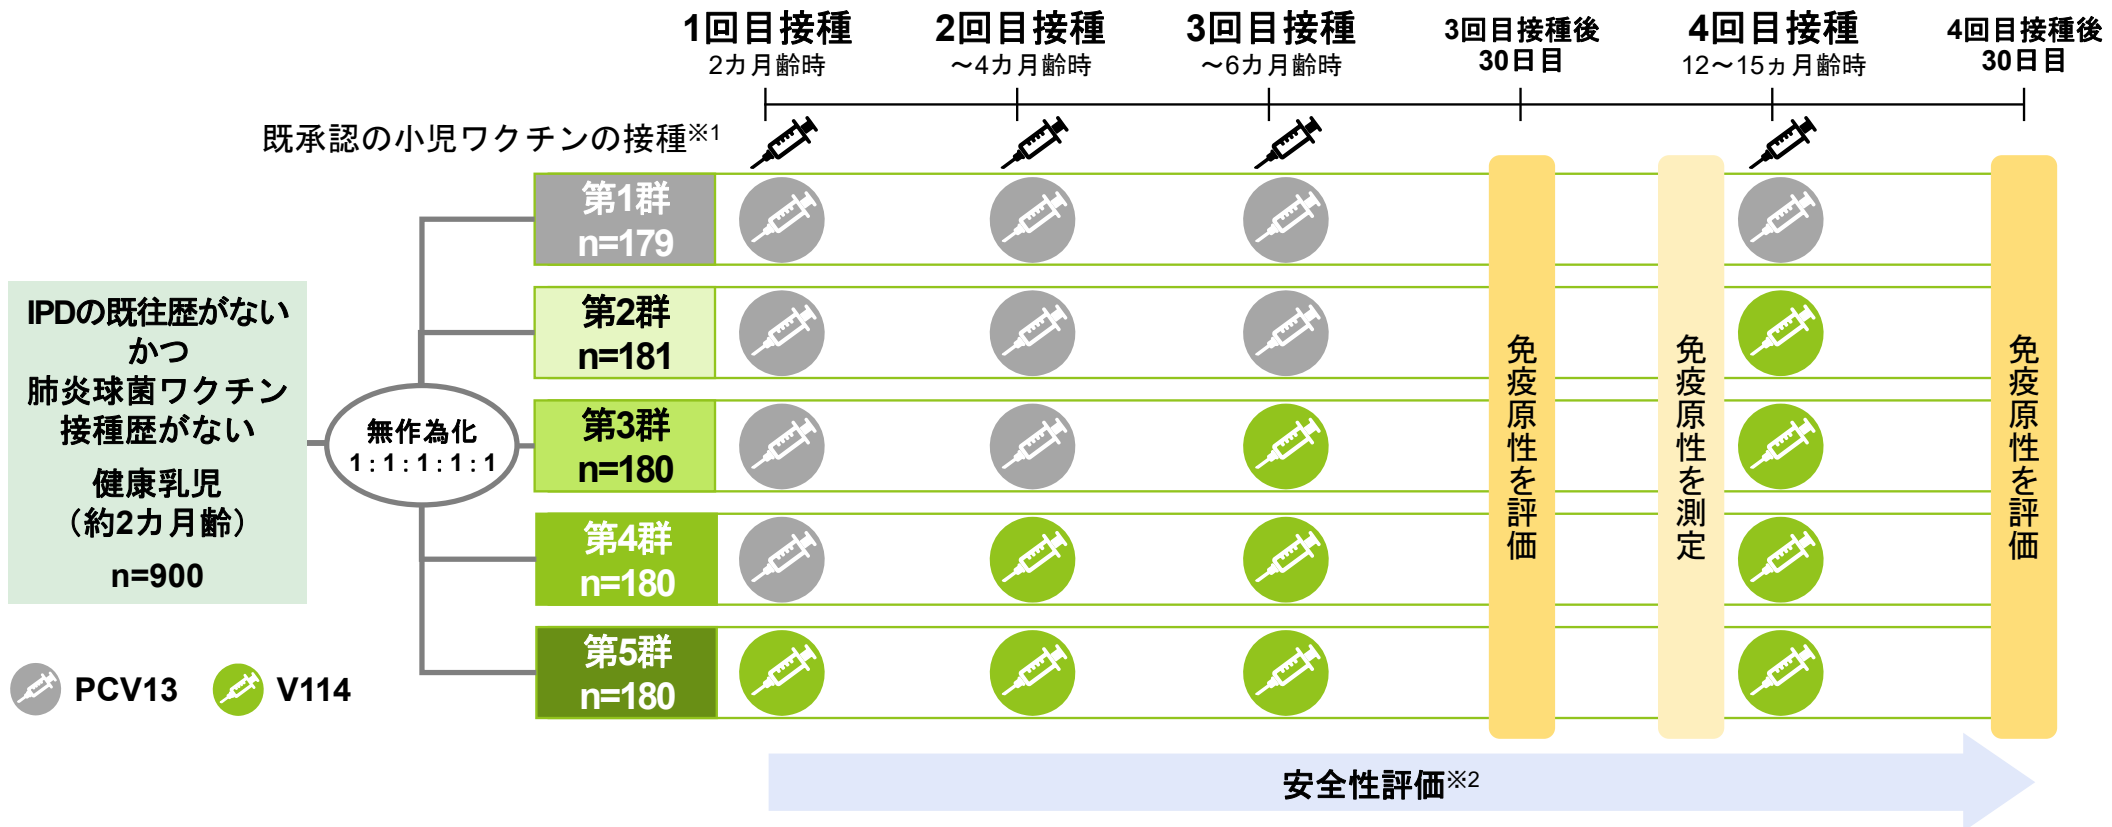 1回目接種
2カ月齢時
2回目接種
～4カ月齢時
3回目接種
～6カ月齢時
3回目接種後
30日目
4回目接種
12～15ヵ月齢時
4回目接種後
30日目
既承認の小児ワクチンの接種※1
第1群
n=179
第2群
n=181
第3群
n=180
第4群
n=180
第5群
n=180
IPDの既往歴がない
かつ
肺炎球菌ワクチン
接種歴がない
健康乳児
（約2カ月齢）
n=900
無作為化
1：1：1：1：1
免疫原性を評価
免疫原性を測定
免疫原性を評価
PCV13
V114
安全性評価※2